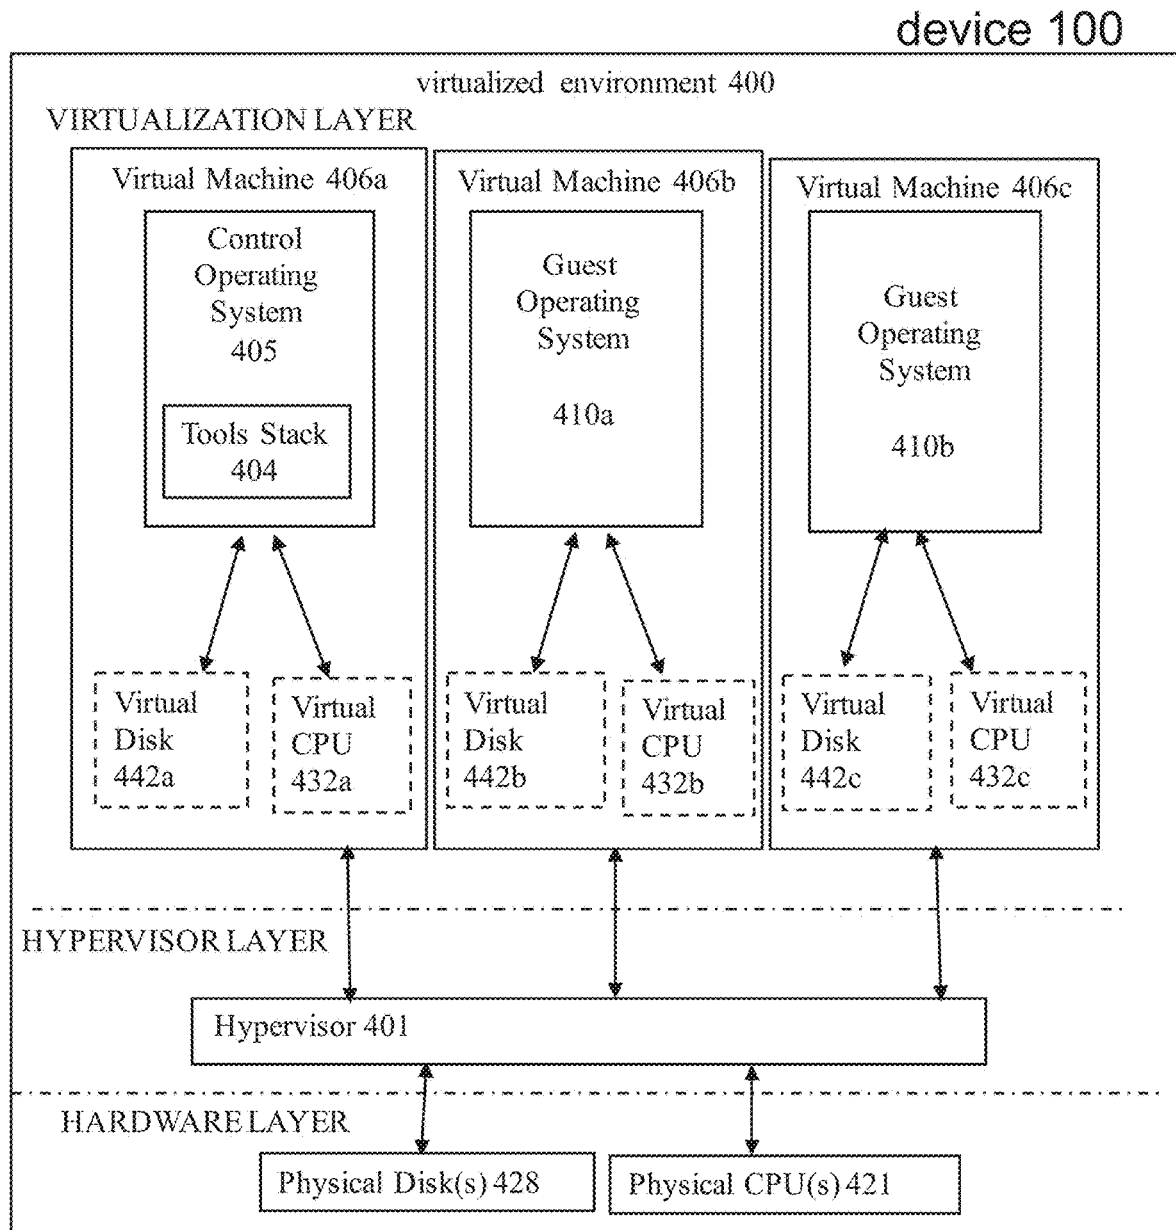 device 100
virtualized environment 400
VIRTUALIZATION LAYER
Virtual Machine 406a
Control
Operating
System
405
Tools Stack
404
Virtual
Disk
442a
Virtual
CPU
432a
Virtual Machine 406b
Guest
Operating
System
410a
Virtual
Disk
442b
Virtual
CPU
432b
Virtual Machine 406c
Guest
Operating
System
410b
Virtual
Disk
442c
Virtual
CPU
432c
HYPERVISOR LAYER
Hypervisor 401
HARDWARE LAYER
Physical Disk(s) 428
Physical CPU(s) 421